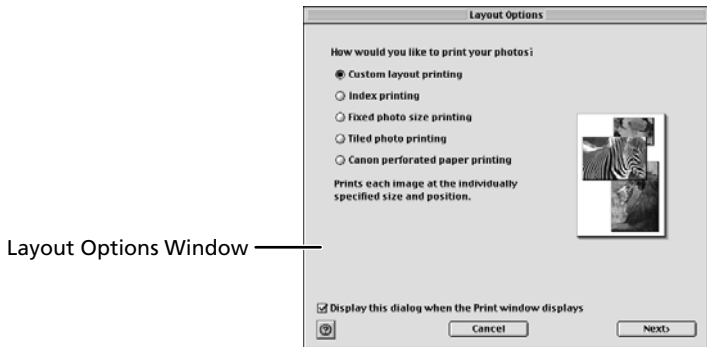 Layout Options
How would you like to print your photos?
Custom layout printing
Index printing
Fixed photo size printing
Tiled photo printing
Canon perforated paper printing
Prints each image at the individually
specified size and position.
Layout Options Window
Display this dialog when the Print window displays
?
Cancel
Next>